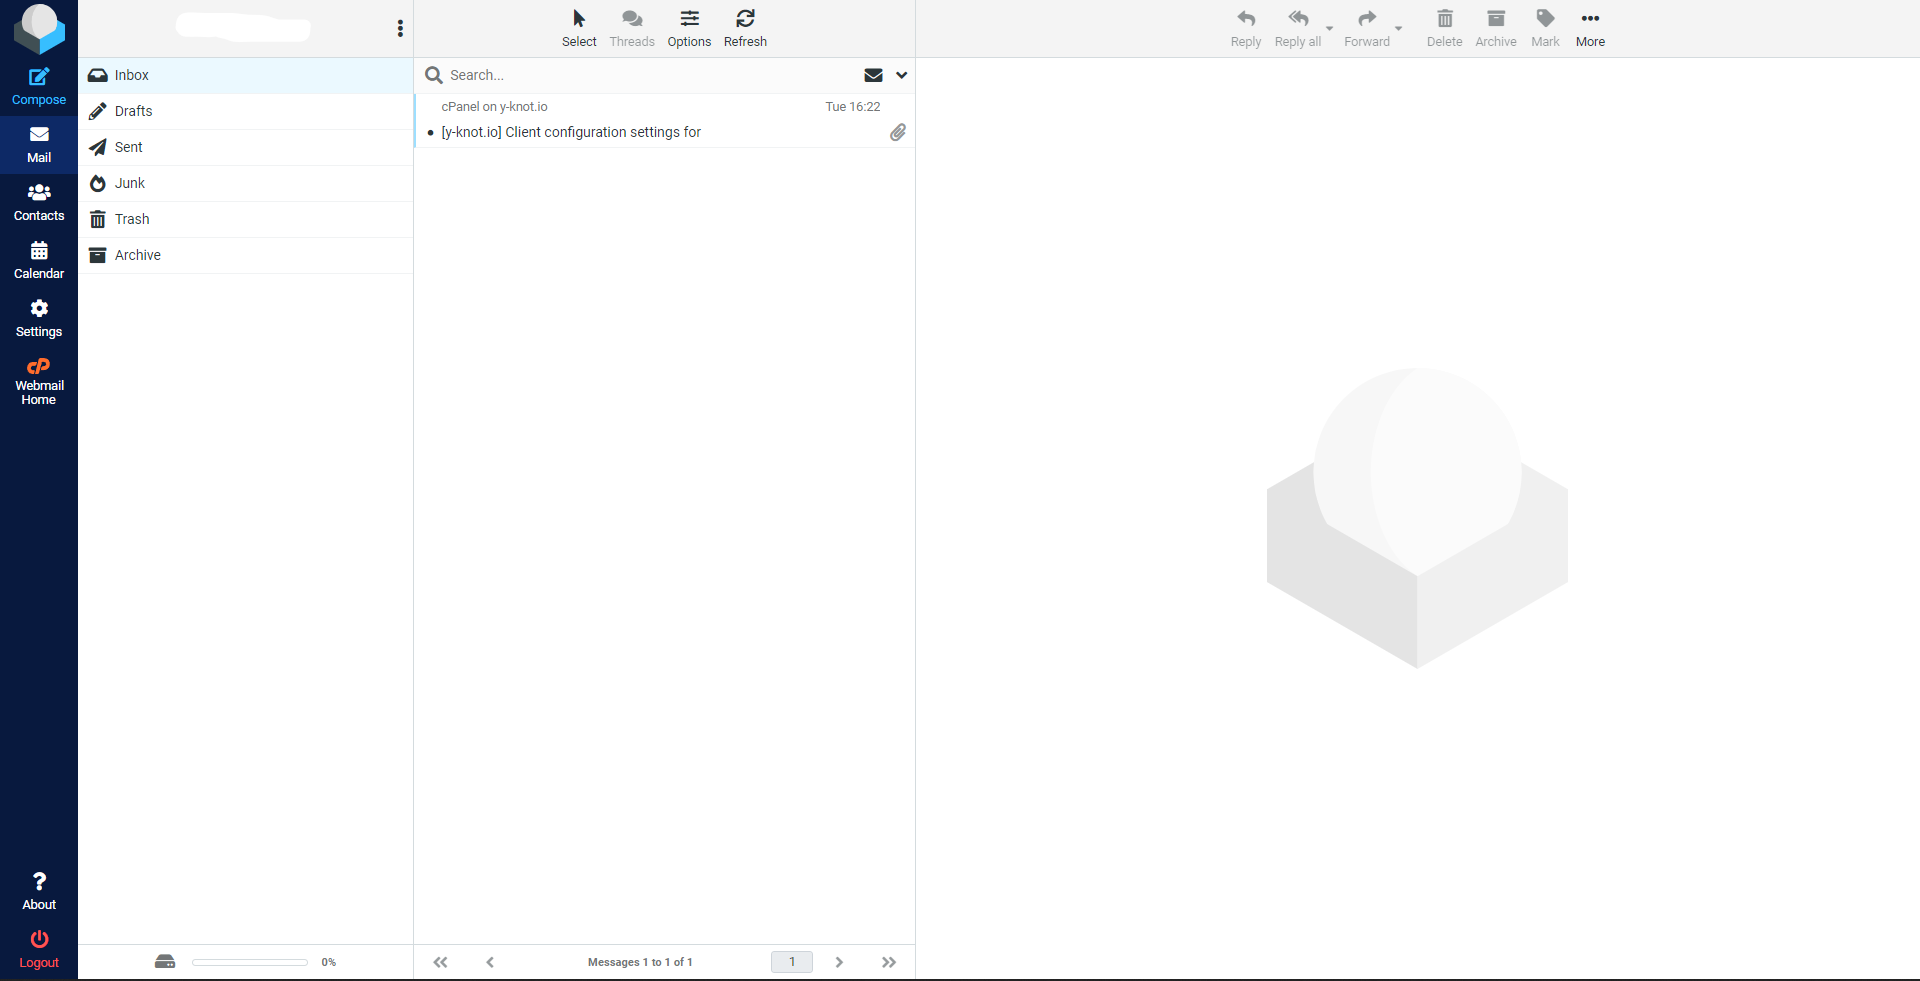 Compose
Mail
Contacts
Calendar
Settings
Webmail
Home
About
Logout
Inbox
Drafts
Sent
Junk
Trash
Archive
0%
Select
Threads
Options
Refresh
Search...
cPanel on y-knot.io
Tue 16:22
[y-knot.io] Client configuration settings for
Messages 1 to 1 of 1
1
Reply
Reply all
Forward
Delete
Archive
Mark
More